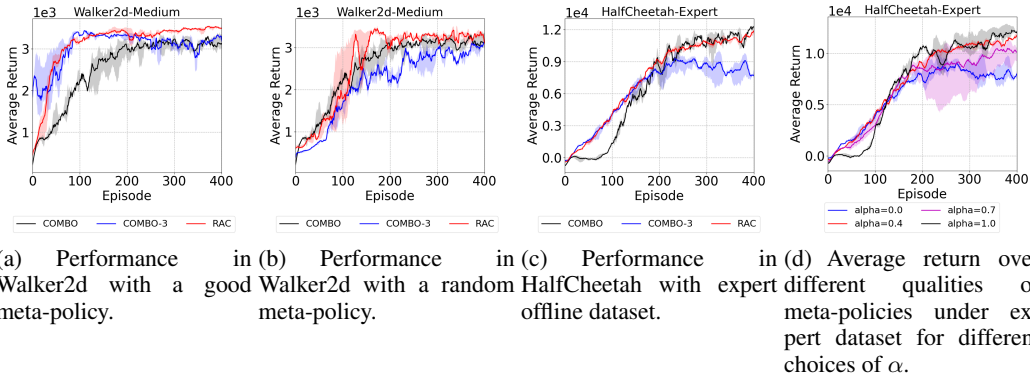 1e3
Walker2d-Medium
Average Return
3
2
1
0
100
200
300
400
Episode
COMBO
COMBO-3
RAC
(a) Performance in
Walker2d with a good
meta-policy.
1e3
Walker2d-Medium
Average Return
3
2
1
0
100
200
300
400
Episode
COMBO
COMBO-3
RAC
(b) Performance in
Walker2d with a random
meta-policy.
1e4
HalfCheetah-Expert
Average Return
1.2
0.9
0.6
0.3
0.0
0
100
200
300
400
Episode
COMBO
COMBO-3
RAC
(c) Performance in
HalfCheetah with expert
offline dataset.
1e4
HalfCheetah-Expert
Average Return
1.0
0.5
0.0
0
100
200
300
400
Episode
alpha=0.0
alpha=0.7
alpha=0.4
alpha=1.0
(d) Average return ove
different qualities o
meta-policies under ex
pert dataset for differen
choices of α.